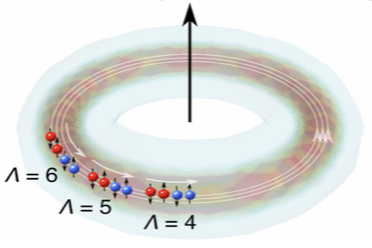 Λ = 6
Λ = 5
Λ = 4